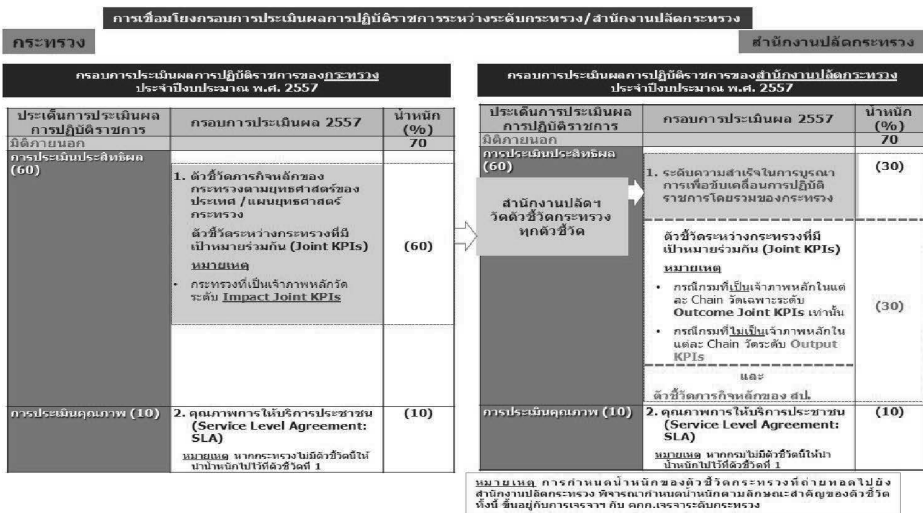 การเชื่อมโยงกรอบการประเมินผลการปฏิบัติราชการระหว่างระดับกระทรวง/สำนักงานปลัดกระทรวง
กระทรวง
สำนักงานปลัดกระทรวง
กรอบการประเมินผลการปฏิบัติราชการของกระทรวง
ประจำปีงบประมาณ พ.ศ. 2557
ประเด็นการประเมินผล
การปฏิบัติราชการ
กรอบการประเมินผล 2557
น้ำหนัก
(%)
มิติภายนอก
70
การประเมินประสิทธิผล
(60)
1. ตัวชี้วัดภารกิจหลักของ
กระทรวงตามยุทธศาสตร์ของ
ประเทศ /แผนยุทธศาสตร์
กระทรวง
ตัวชี้วัดระหว่างกระทรวงที่มี
เป้าหมายร่วมกัน (Joint KPIs)
หมายเหตุ
• กระทรวงที่เป็นเจ้าภาพหลักวัด
ระดับ Impact Joint KPIs
(60)
การประเมินคุณภาพ (10)
2. คุณภาพการให้บริการประชาชน
(Service Level Agreement:
SLA)
หมายเหตุ หากกระทรวงไม่มีตัวชี้วัดนี้ให้
นำน้ำหนักไปไว้ที่ตัวชี้วัดที่ 1
(10)
สำนักงานปลัดฯ
วัดตัวชี้วัดกระทรวง
ทุกตัวชี้วัด
กรอบการประเมินผลการปฏิบัติราชการของสำนักงานปลัดกระทรวง
ประจำปีงบประมาณ พ.ศ. 2557
ประเด็นการประเมินผล
การปฏิบัติราชการ
กรอบการประเมินผล 2557
น้ำหนัก
(%)
มิติภายนอก
70
การประเมินประสิทธิผล
(60)
1. ระดับความสำเร็จในการบูรณา
การเพื่อขับเคลื่อนการปฏิบัติ
ราชการโดยรวมของกระทรวง
(30)
ตัวชี้วัดระหว่างกระทรวงที่มี
เป้าหมายร่วมกัน (Joint KPIs)
หมายเหตุ
• กรณีกรมที่เป็นเจ้าภาพหลักในแต่
ละ Chain วัดเฉพาะระดับ
Outcome Joint KPIs เท่านั้น
• กรณีกรมที่ไม่เป็นเจ้าภาพหลักใน
แต่ละ Chain วัดระดับ Output
KPIs
(30)
และ
ตัวชี้วัดภารกิจหลักของ สป.
การประเมินคุณภาพ (10)
2. คุณภาพการให้บริการประชาชน
(Service Level Agreement:
SLA)
หมายเหตุ หากกรมไม่มีตัวชี้วัดนี้ให้นำ
น้ำหนักไปไว้ที่ตัวชี้วัดที่ 1
(10)
หมายเหตุ การกำหนดน้ำหนักของตัวชี้วัดกระทรวงที่ถ่ายทอดไปยัง
สำนักงานปลัดกระทรวง พิจารณากำหนดน้ำหนักตามลักษณะสำคัญของตัวชี้วัด
ทั้งนี้ ขึ้นอยู่กับการเจรจาฯ กับ คกก.เจรจาระดับกระทรวง